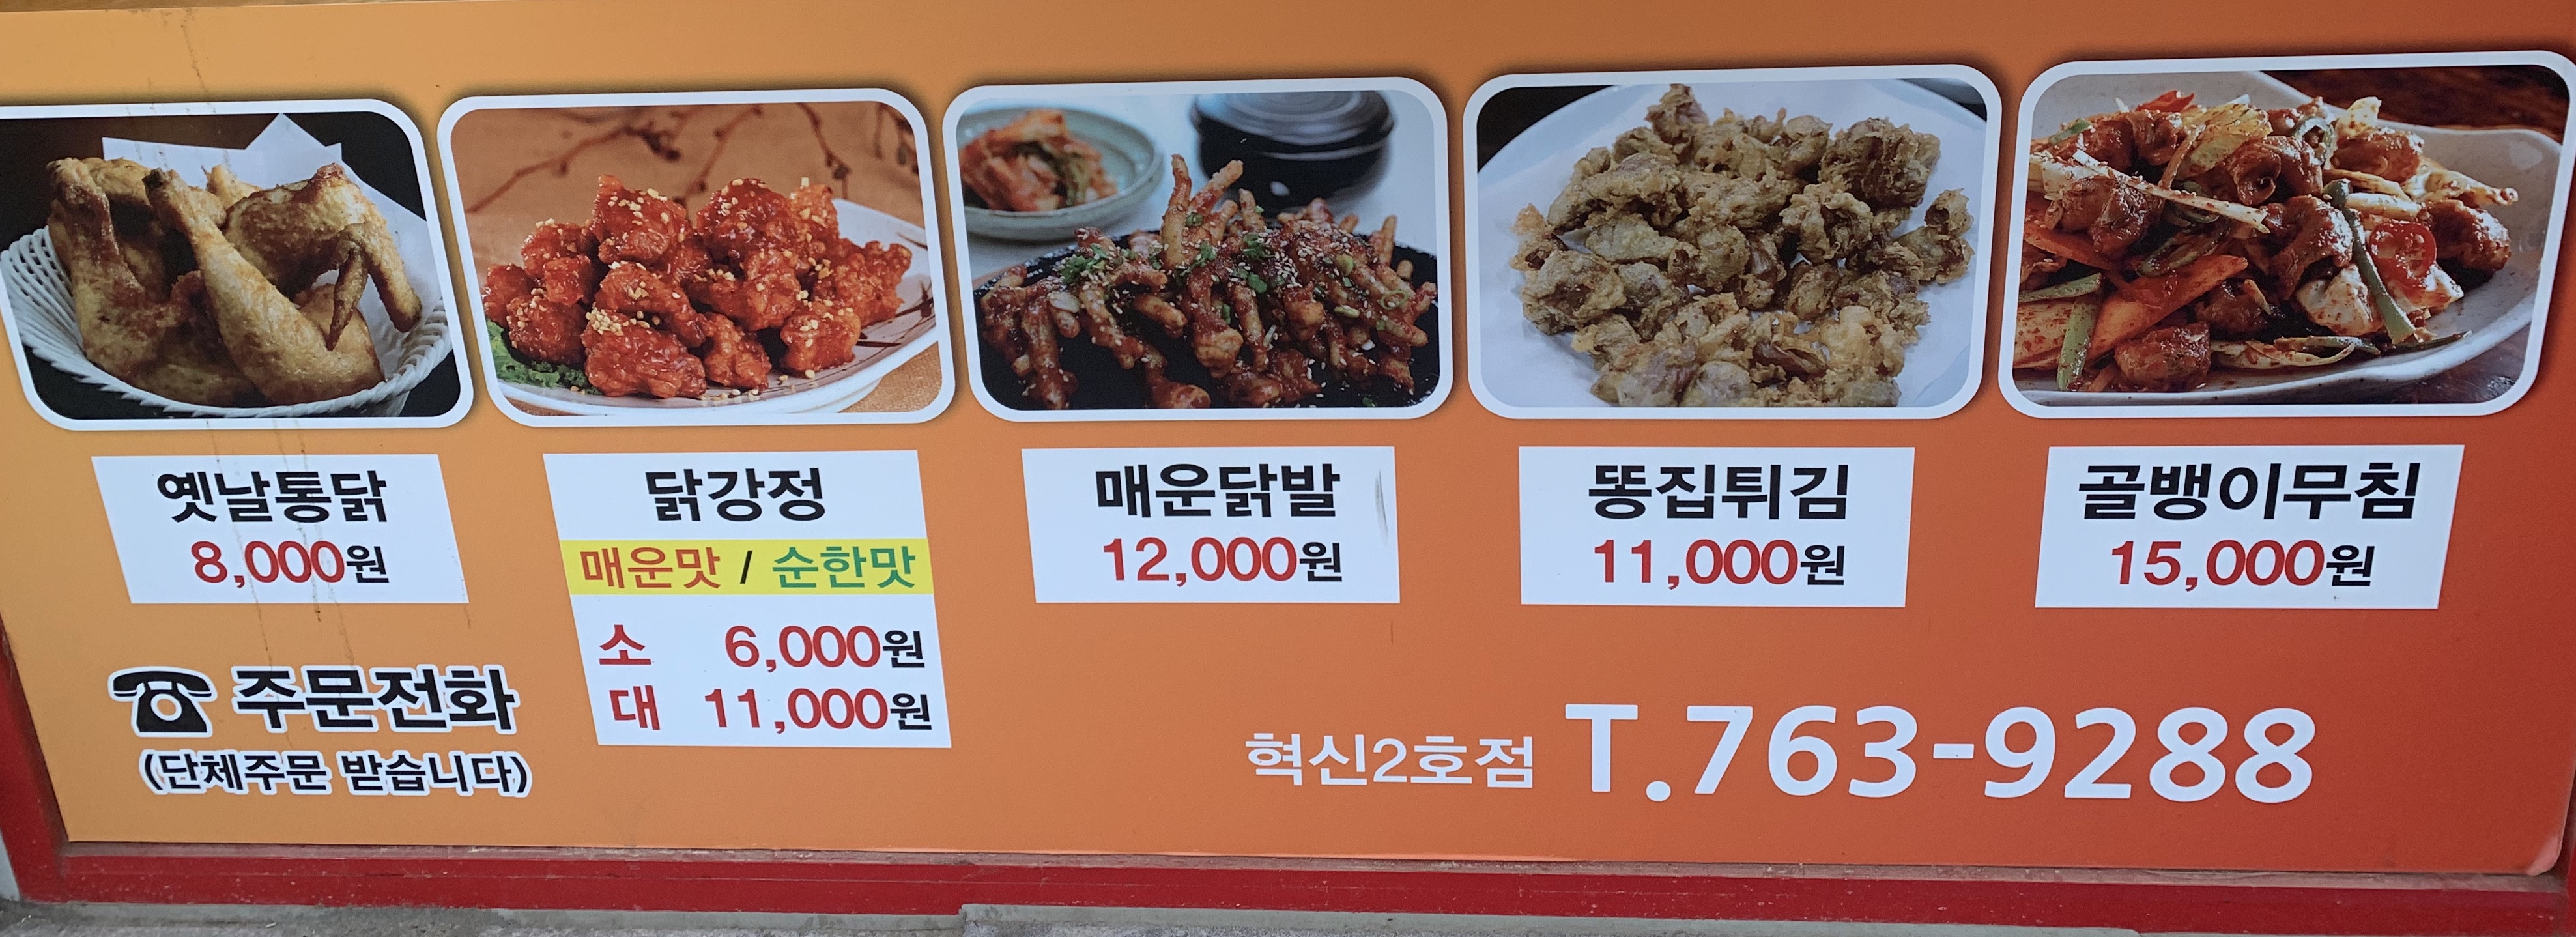 옛날통닭
8,000원
닭강정
매운맛 / 순한맛
소 6,000원
대 11,000원
매운닭발
12,000원
똥집튀김
11,000원
골뱅이무침
15,000원
주문전화
(단체주문 받습니다)
혁신2호점 T.763-9288